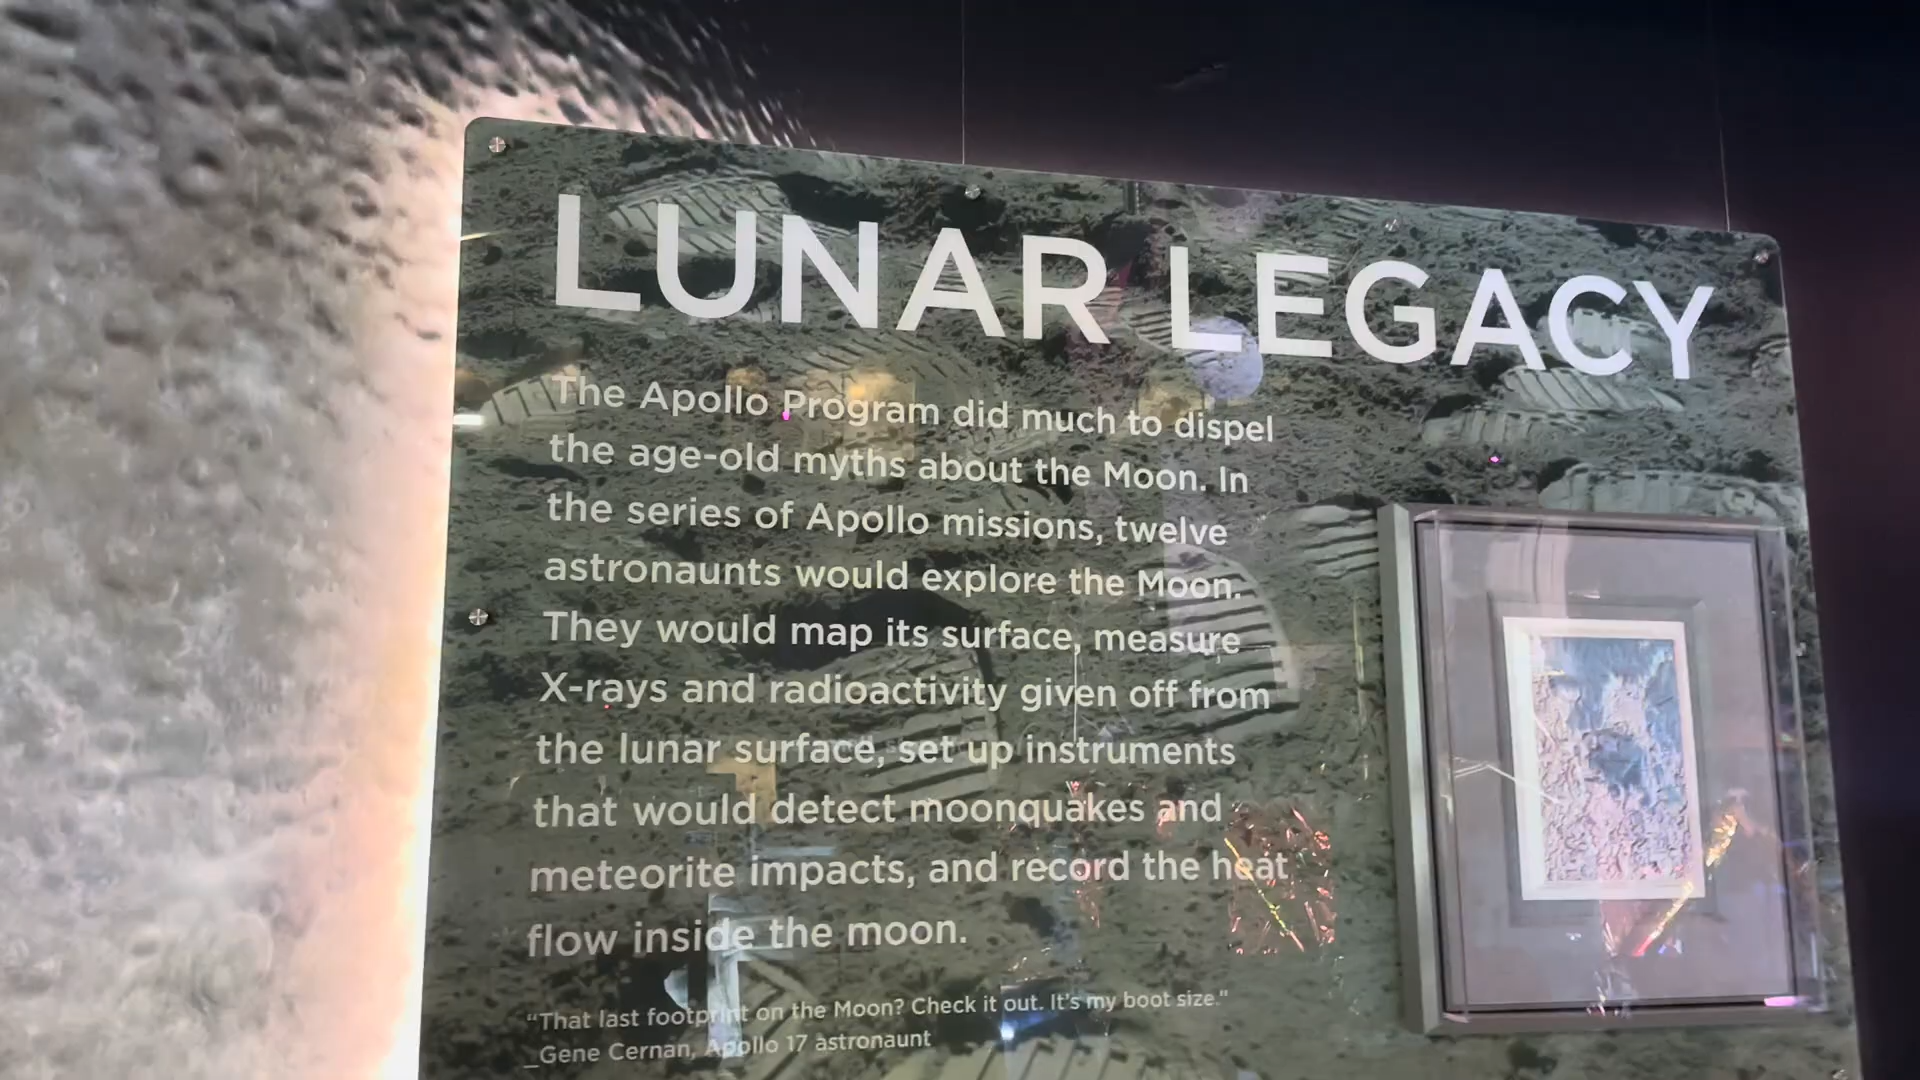 LUNAR LEGACY
The Apollo Program did much to dispel
the age-old myths about the Moon. In
the series of Apollo missions, twelve
astronaunts would explore the Moon.
They would map its surface, measure
X-rays and radioactivity given off from
the lunar surface, set up instruments
that would detect moonquakes and
meteorite impacts, and record the heat
flow inside the moon.
"That last footprint on the Moon? Check it out. It's my boot size."
_Gene Cernan, Apollo 17 astronaunt